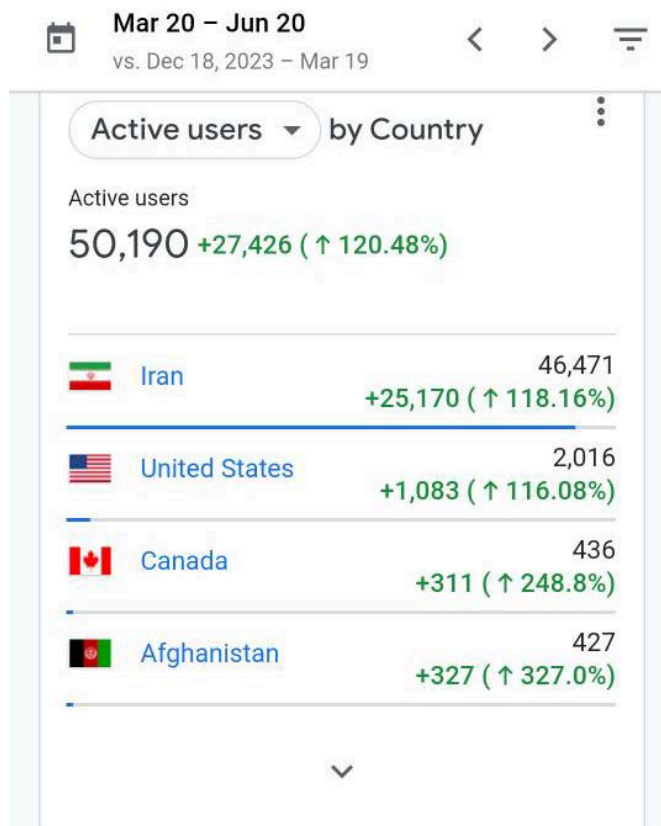 Mar 20 – Jun 20
vs. Dec 18, 2023 – Mar 19
Active users by Country
Active users
50,190 +27,426 (↑ 120.48%)
Iran 46,471
+25,170 (↑ 118.16%)
United States 2,016
+1,083 (↑ 116.08%)
Canada 436
+311 (↑ 248.8%)
Afghanistan 427
+327 (↑ 327.0%)